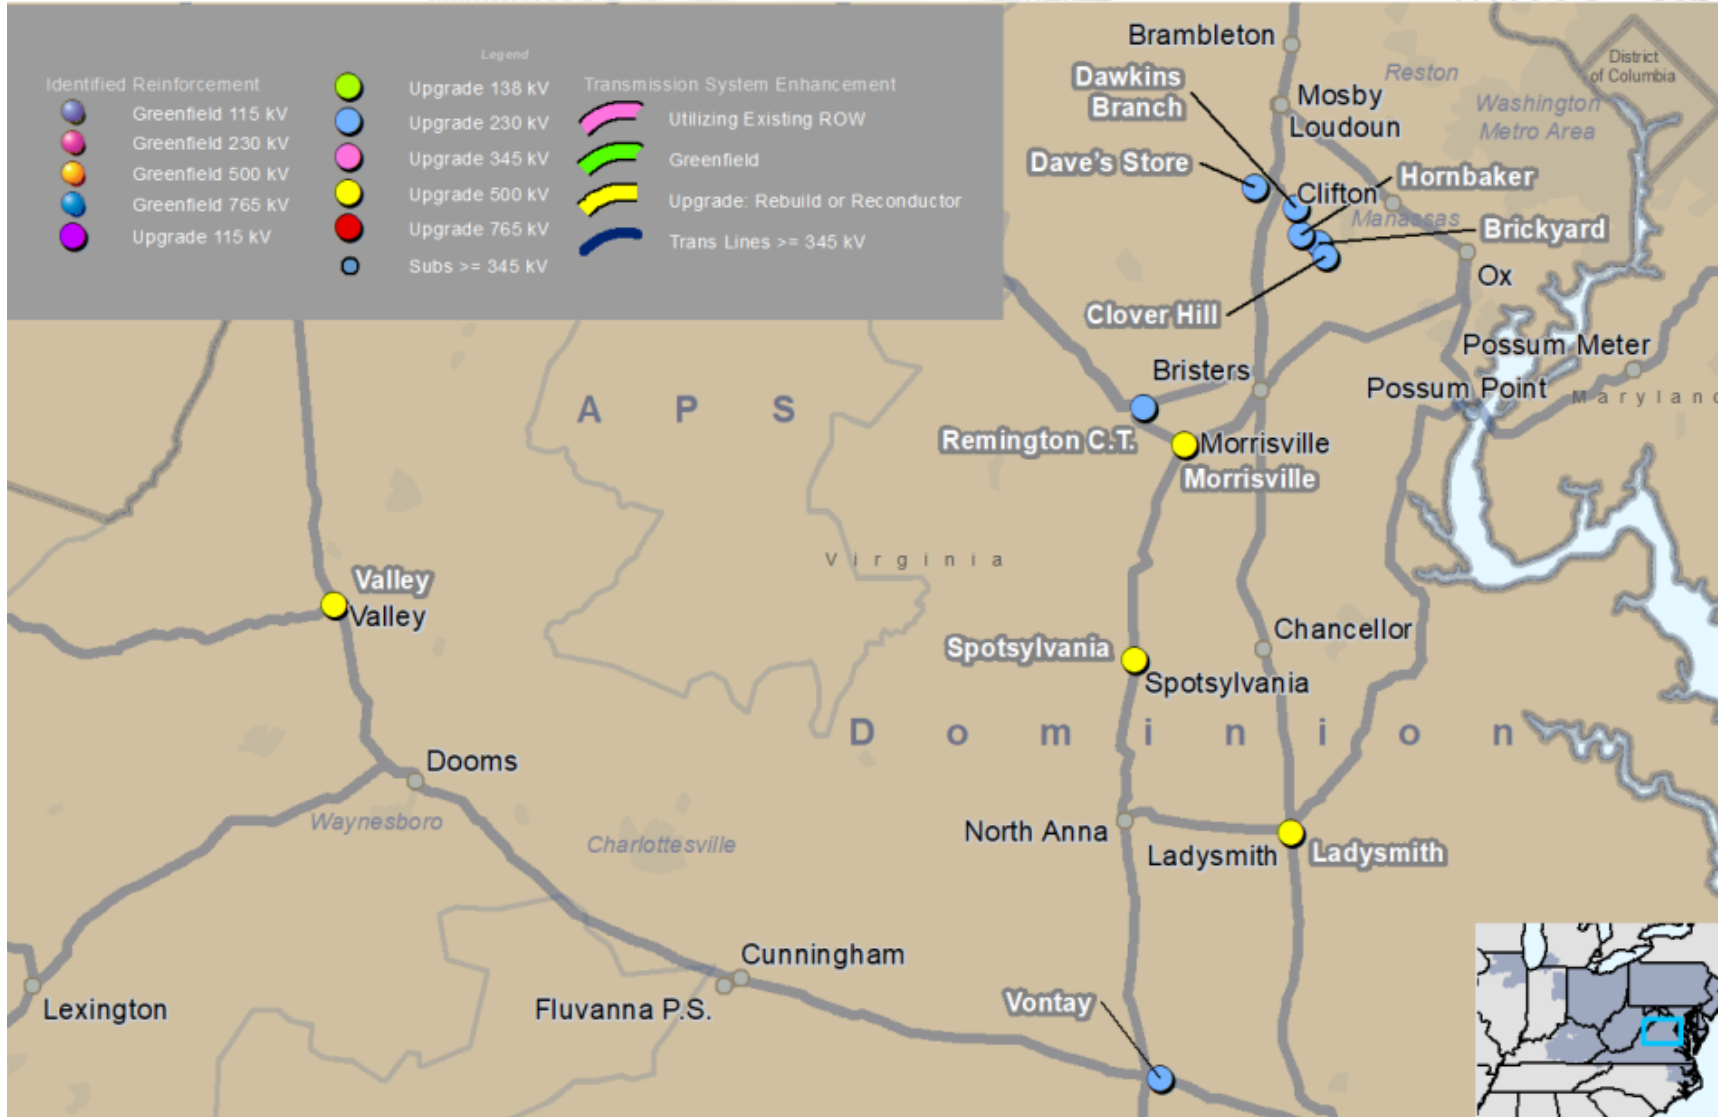 Legend
Identified Reinforcement
Greenfield 115 kV
Greenfield 230 kV
Greenfield 500 kV
Greenfield 765 kV
Upgrade 115 kV
Upgrade 138 kV
Upgrade 230 kV
Upgrade 345 kV
Upgrade 500 kV
Upgrade 765 kV
Subs >= 345 kV
Transmission System Enhancement
Utilizing Existing ROW
Greenfield
Upgrade: Rebuild or Reconductor
Trans Lines >= 345 kV
Brambleton
Dawkins
Branch
Reston
District
of Columbia
Mosby
Loudoun
Washington
Metro Area
Dave's Store
Clifton
Hornbaker
Manassas
Brickyard
Ox
Clover Hill
Possum Meter
Bristers
Possum Point
Maryland
A P S
Remington C.T.
Morrisville
Morrisville
Virginia
Valley
Valley
Chancellor
Spotsylvania
Spotsylvania
Dominion
Dooms
Waynesboro
Charlottesville
North Anna
Ladysmith
Ladysmith
Cunningham
Lexington
Fluvanna P.S.
Vontay